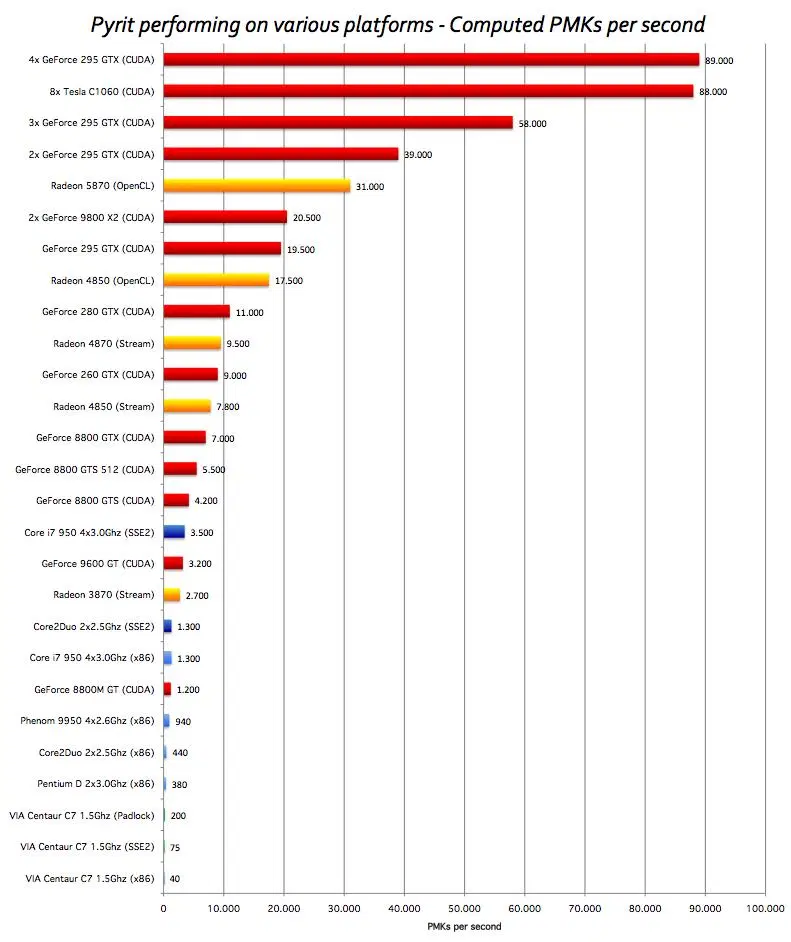 Pyrit performing on various platforms - Computed PMKs per second
4x GeForce 295 GTX (CUDA) 89.000
8x Tesla C1060 (CUDA) 88.000
3x GeForce 295 GTX (CUDA) 58.000
2x GeForce 295 GTX (CUDA) 39.000
Radeon 5870 (OpenCL) 31.000
2x GeForce 9800 X2 (CUDA) 20.500
GeForce 295 GTX (CUDA) 19.500
Radeon 4850 (OpenCL) 17.500
GeForce 280 GTX (CUDA) 11.000
Radeon 4870 (Stream) 9.500
GeForce 260 GTX (CUDA) 9.000
Radeon 4850 (Stream) 7.800
GeForce 8800 GTX (CUDA) 7.000
GeForce 8800 GTS 512 (CUDA) 5.500
GeForce 8800 GTS (CUDA) 4.200
Core i7 950 4x3.0Ghz (SSE2) 3.500
GeForce 9600 GT (CUDA) 3.200
Radeon 3870 (Stream) 2.700
Core2Duo 2x2.5Ghz (SSE2) 1.300
Core i7 950 4x3.0Ghz (x86) 1.300
GeForce 8800M GT (CUDA) 1.200
Phenom 9950 4x2.6Ghz (x86) 940
Core2Duo 2x2.5Ghz (x86) 440
Pentium D 2x3.0Ghz (x86) 380
VIA Centaur C7 1.5Ghz (Padlock) 200
VIA Centaur C7 1.5Ghz (SSE2) 75
VIA Centaur C7 1.5Ghz (x86) 40
0 10.000 20.000 30.000 40.000 50.000 60.000 70.000 80.000 90.000 100.000
PMKs per second